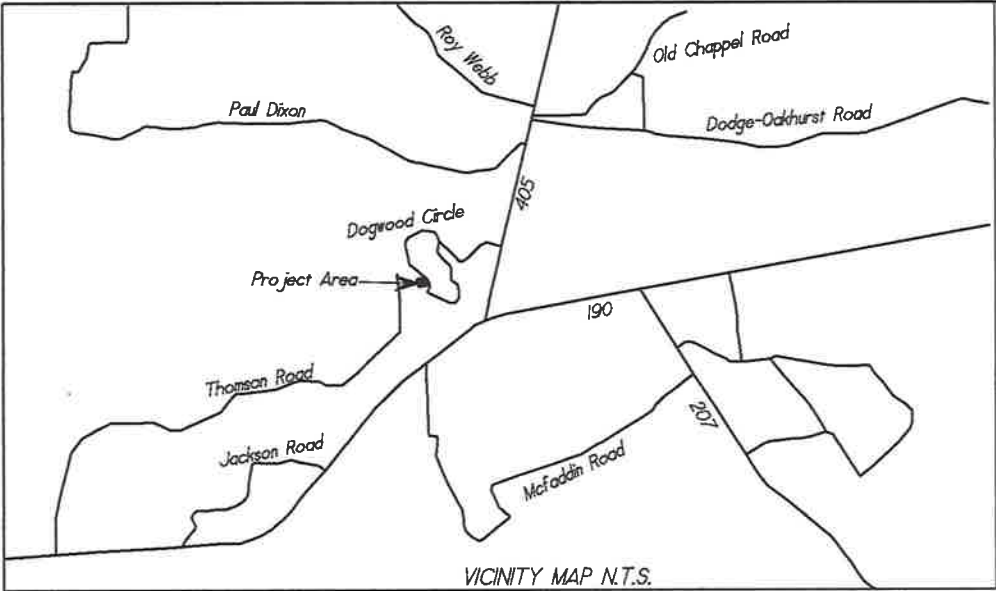 Roy Webb
Old Chappel Road
Paul Dixon
Dodge-Oakhurst Road
405
Dogwood Circle
Project Area
190
Thomson Road
207
Jackson Road
McFaddin Road
VICINITY MAP N.T.S.